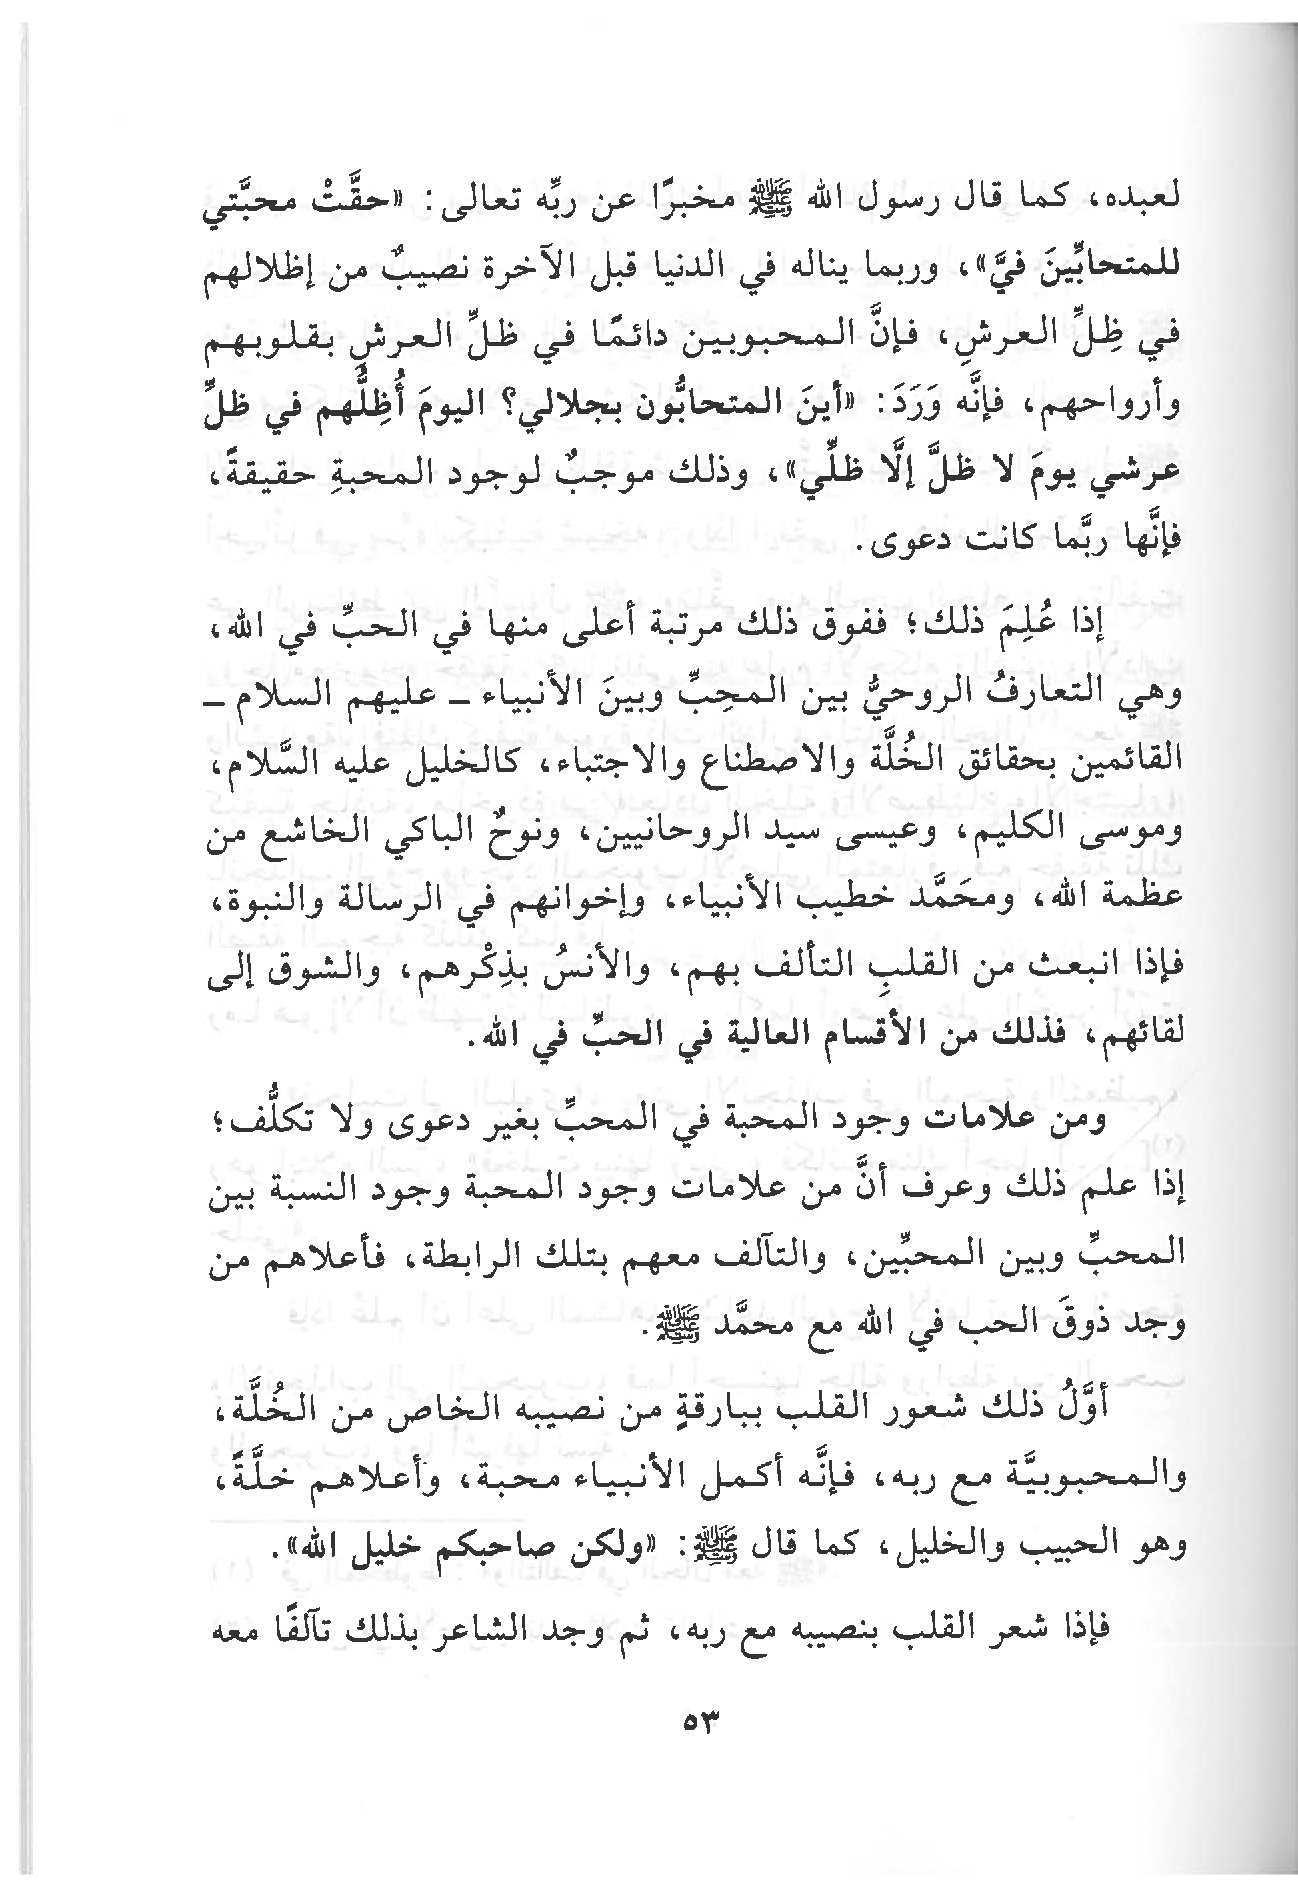 لعبده، كما قال رسول الله ﷺ مخبرًا عن ربِّه تعالى: «حقَّتْ محبَّتي
للمتحابِّينَ فيَّ»، وربما يناله في الدنيا قبل الآخرة نصيبٌ من إظلالهم
في ظِلِّ العرشِ، فإنَّ المحبوبين دائمًا في ظلِّ العرشِ بقلوبهم
وأرواحهم، فإنَّه وَرَدَ: «أينَ المتحابُّون بجلالي؟ اليومَ أُظِلُّهم في ظلِّ
عرشي يومَ لا ظلَّ إلَّا ظلِّي»، وذلك موجبٌ لوجود المحبةِ حقيقةً،
فإنَّها ربَّما كانت دعوى.
إذا عُلِمَ ذلك؛ ففوق ذلك مرتبة أعلى منها في الحبِّ في الله،
وهي التعارفُ الروحيُّ بين المحِبِّ وبينَ الأنبياء ـ عليهم السلام ـ
القائمين بحقائق الخُلَّة والاصطناع والاجتباء، كالخليل عليه السَّلام،
وموسى الكليم، وعيسى سيد الروحانيين، ونوحٌ الباكي الخاشع من
عظمة الله، ومحَمَّد خطيب الأنبياء، وإخوانهم في الرسالة والنبوة،
فإذا انبعث من القلبِ التآلف بهم، والأنسُ بذِكْرهم، والشوق إلى
لقائهم، فذلك من الأقسام العالية في الحبِّ في الله.
ومن علامات وجود المحبة في المحبِّ بغير دعوى ولا تكلُّف؛
إذا علم ذلك وعرف أنَّ من علامات وجود المحبة وجود النسبة بين
المحبِّ وبين المحبِّين، والتآلف معهم بتلك الرابطة، فأعلاهم من
وجد ذوقَ الحب في الله مع محمَّد ﷺ.
أوَّلُ ذلك شعور القلب ببارقةٍ من نصيبه الخاص من الخُلَّة،
والمحبوبيَّة مع ربه، فإنَّه أكمل الأنبياء محبة، وأعلاهم خلَّةً،
وهو الحبيب والخليل، كما قال ﷺ: «ولكن صاحبكم خليل الله».
فإذا شعر القلب بنصيبه مع ربه، ثم وجد الشاعر بذلك تآلفًا معه
٥٣